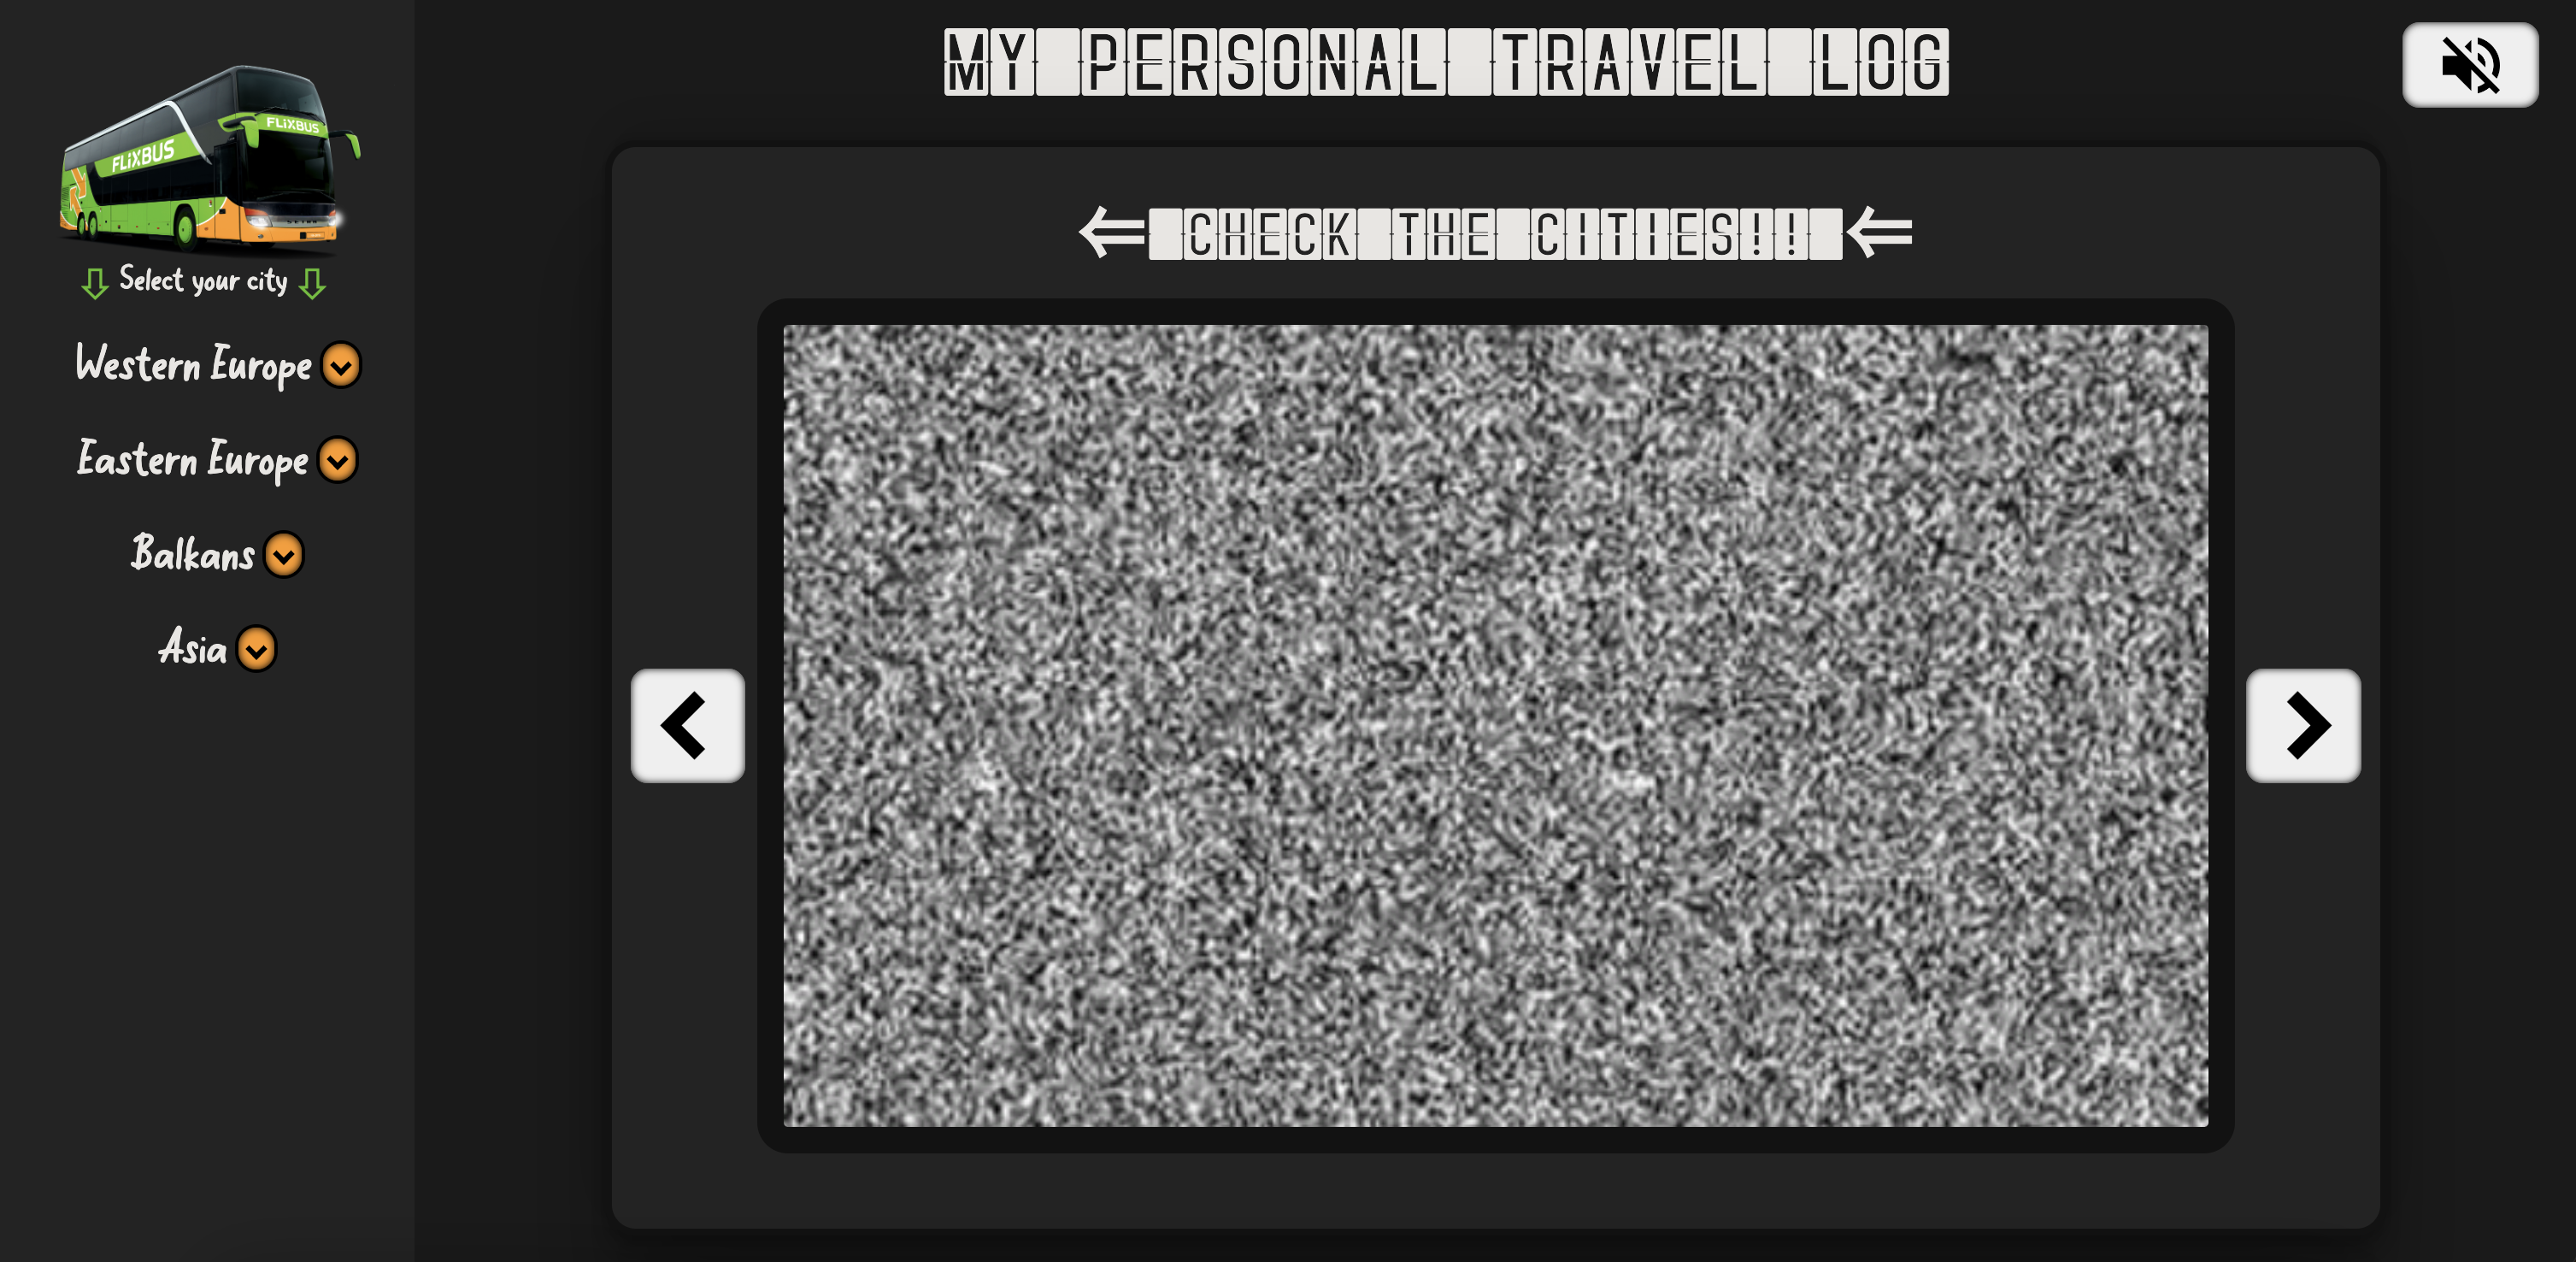 MY PERSONAL TRAVEL LOG
FLiXBUS
FLiXBUS
⇩ Select your city ⇩
Western Europe
Eastern Europe
Balkans
Asia
⇐ CHECK THE CITIES!! ⇐